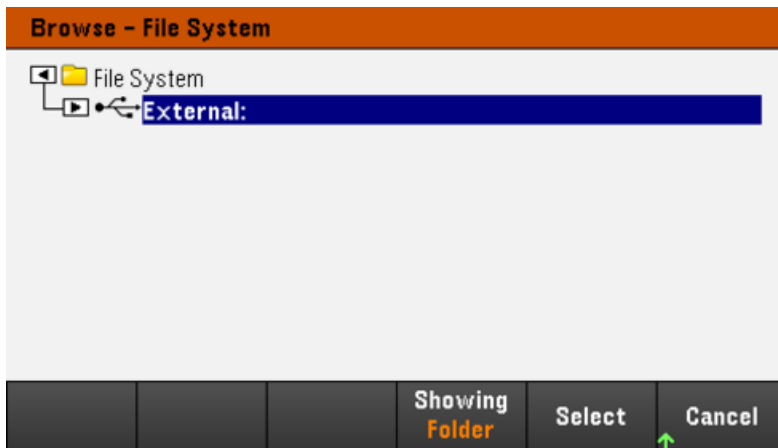 Browse - File System
File System
External:
Showing
Folder
Select
Cancel